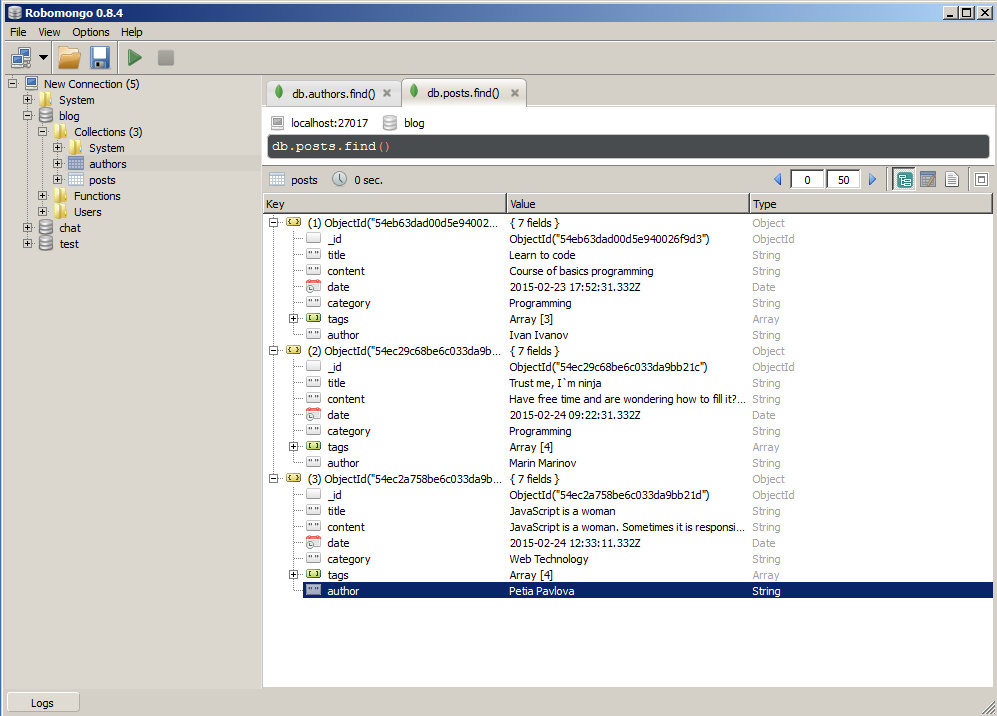 Robomongo 0.8.4
File View Options Help
New Connection (5)
System
blog
Collections (3)
System
authors
posts
Functions
Users
chat
test
db.authors.find() db.posts.find()
localhost:27017 blog
db.posts.find()
posts 0 sec. 0 50
Key Value Type
(1) ObjectId("54eb63dad00d5e94002... { 7 fields } Object
_id ObjectId("54eb63dad00d5e940026f9d3") ObjectId
title Learn to code String
content Course of basics programming String
date 2015-02-23 17:52:31.332Z Date
category Programming String
tags Array [3] Array
author Ivan Ivanov String
(2) ObjectId("54ec29c68be6c033da9b... { 7 fields } Object
_id ObjectId("54ec29c68be6c033da9bb21c") ObjectId
title Trust me, I`m ninja String
content Have free time and are wondering how to fill it?... String
date 2015-02-24 09:22:31.332Z Date
category Programming String
tags Array [4] Array
author Marin Marinov String
(3) ObjectId("54ec2a758be6c033da9b... { 7 fields } Object
_id ObjectId("54ec2a758be6c033da9bb21d") ObjectId
title JavaScript is a woman String
content JavaScript is a woman. Sometimes it is responsi... String
date 2015-02-24 12:33:11.332Z Date
category Web Technology String
tags Array [4] Array
author Petia Pavlova String
Logs